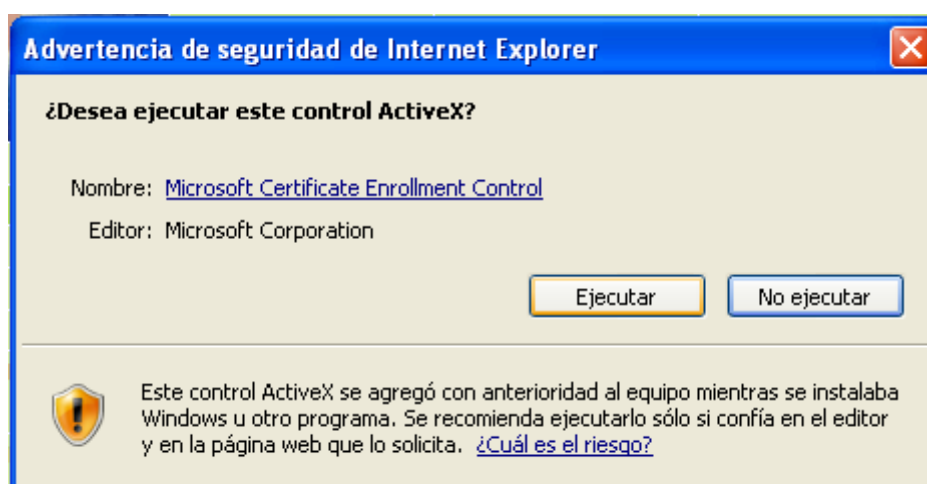 Advertencia de seguridad de Internet Explorer
¿Desea ejecutar este control ActiveX?
Nombre: Microsoft Certificate Enrollment Control
Editor: Microsoft Corporation
Ejecutar No ejecutar
Este control ActiveX se agregó con anterioridad al equipo mientras se instalaba
Windows u otro programa. Se recomienda ejecutarlo sólo si confía en el editor
y en la página web que lo solicita. ¿Cuál es el riesgo?